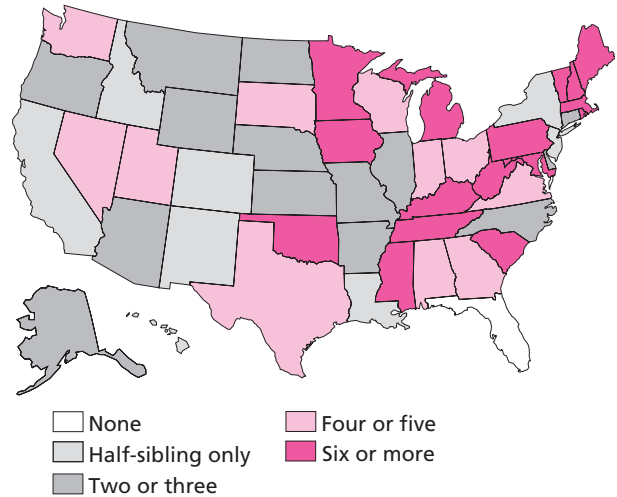 None
Half-sibling only
Two or three
Four or five
Six or more